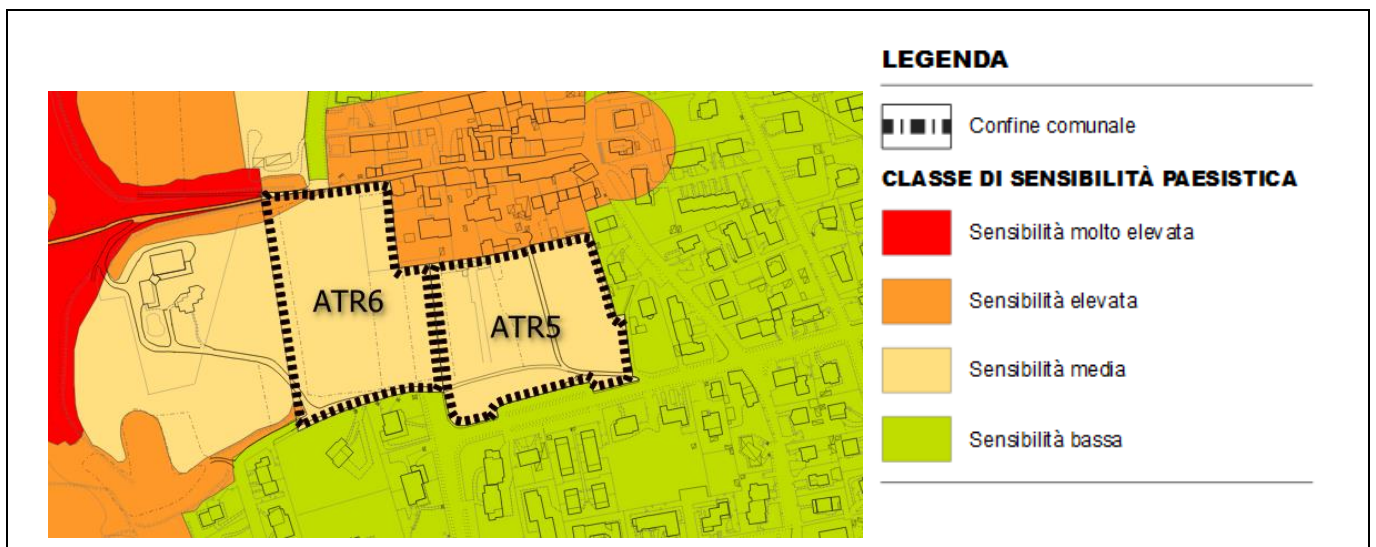 LEGENDA
Confine comunale
CLASSE DI SENSIBILITÀ PAESISTICA
Sensibilità molto elevata
Sensibilità elevata
Sensibilità media
Sensibilità bassa
ATR6
ATR5